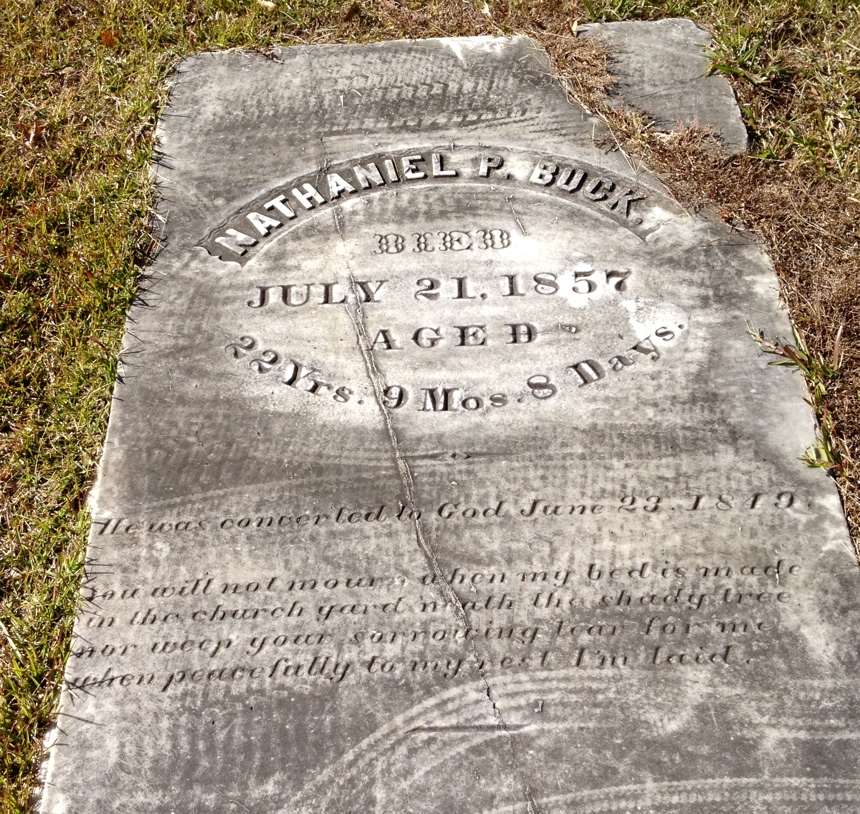 NATHANIEL P. BUCK,
DIED
JULY 21, 1857
AGED
22 Yrs. 9 Mos. 8 Days.
He was converted to God June 23. 1849.
You will not mourn when my bed is made
in the church yard neath the shady tree
nor weep your sorrowing tear for me
when peacefully to my rest I'm laid.